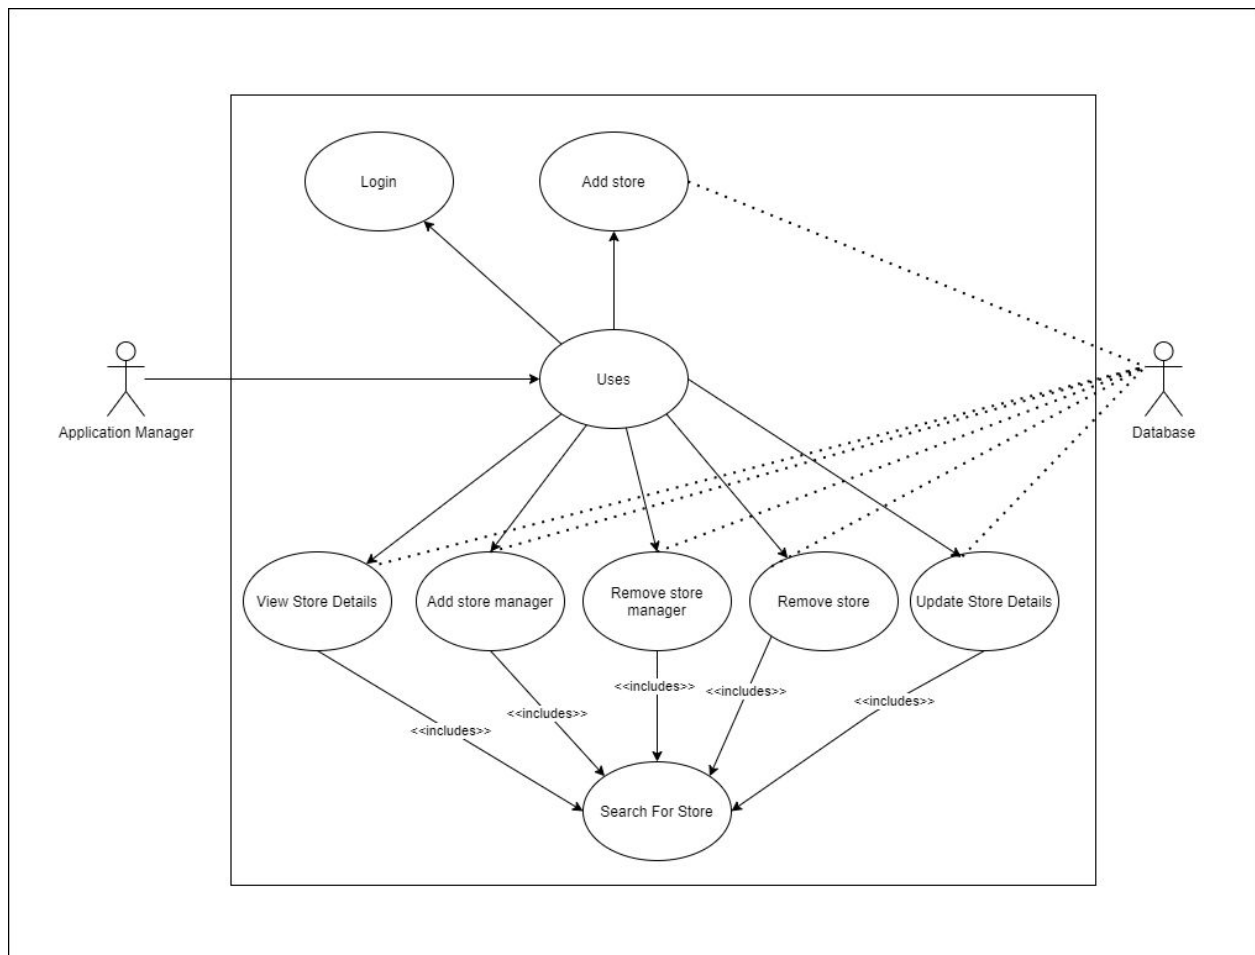 Login
Add store
Uses
Application Manager
Database
View Store Details
Add store manager
Remove store
manager
Remove store
Update Store Details
<<includes>>
<<includes>>
<<includes>>
<<includes>>
<<includes>>
Search For Store